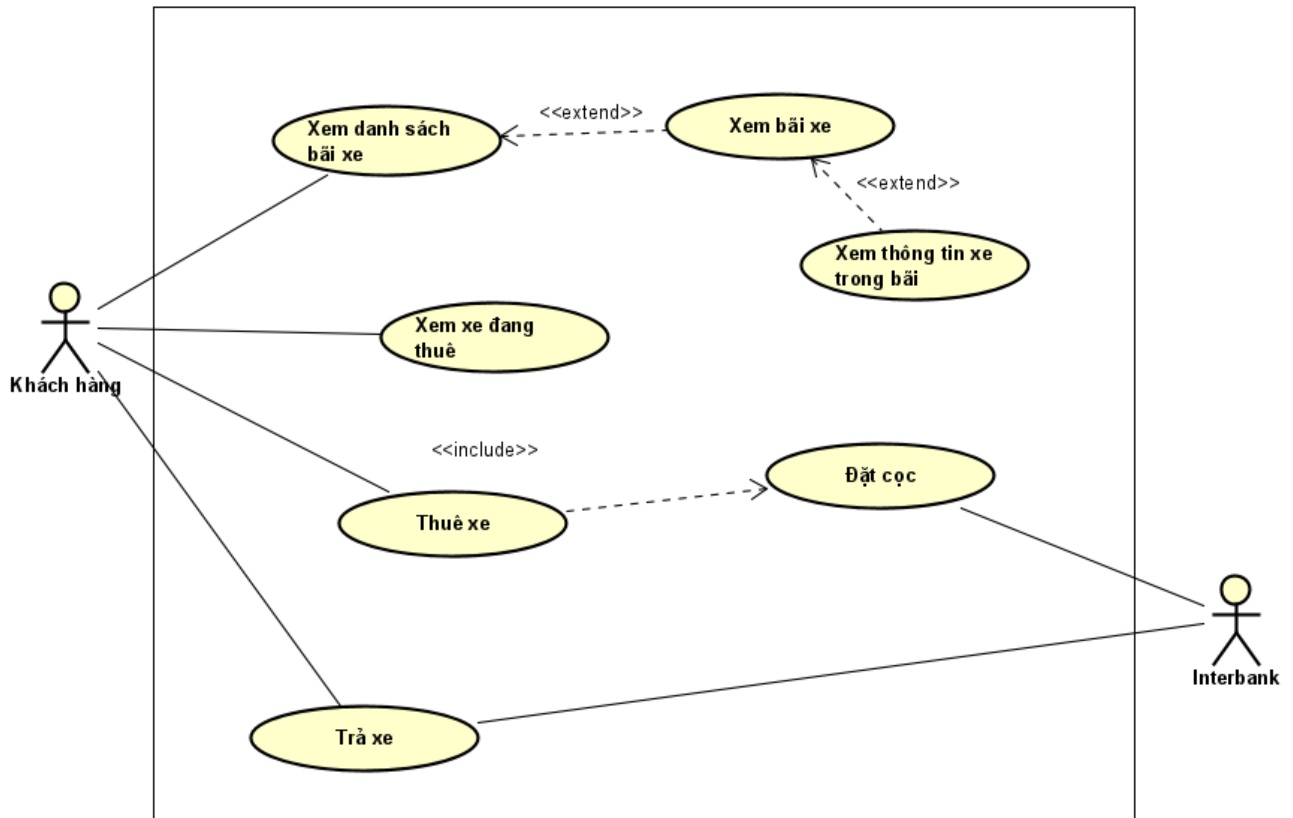 Xem danh sách
bãi xe
<<extend>>
Xem bãi xe
<<extend>>
Xem thông tin xe
trong bãi
Xem xe đang
thuê
Khách hàng
<<include>>
Đặt cọc
Thuê xe
Interbank
Trả xe